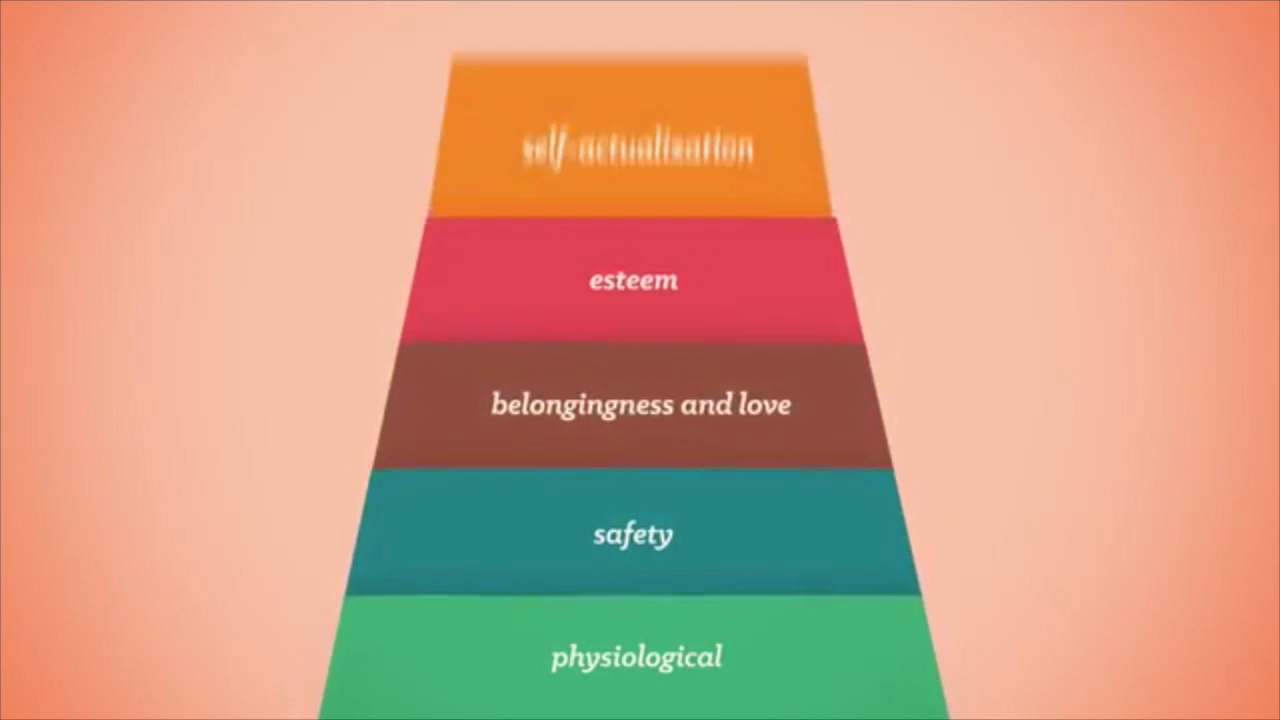 self-actualization
esteem
belongingness and love
safety
physiological